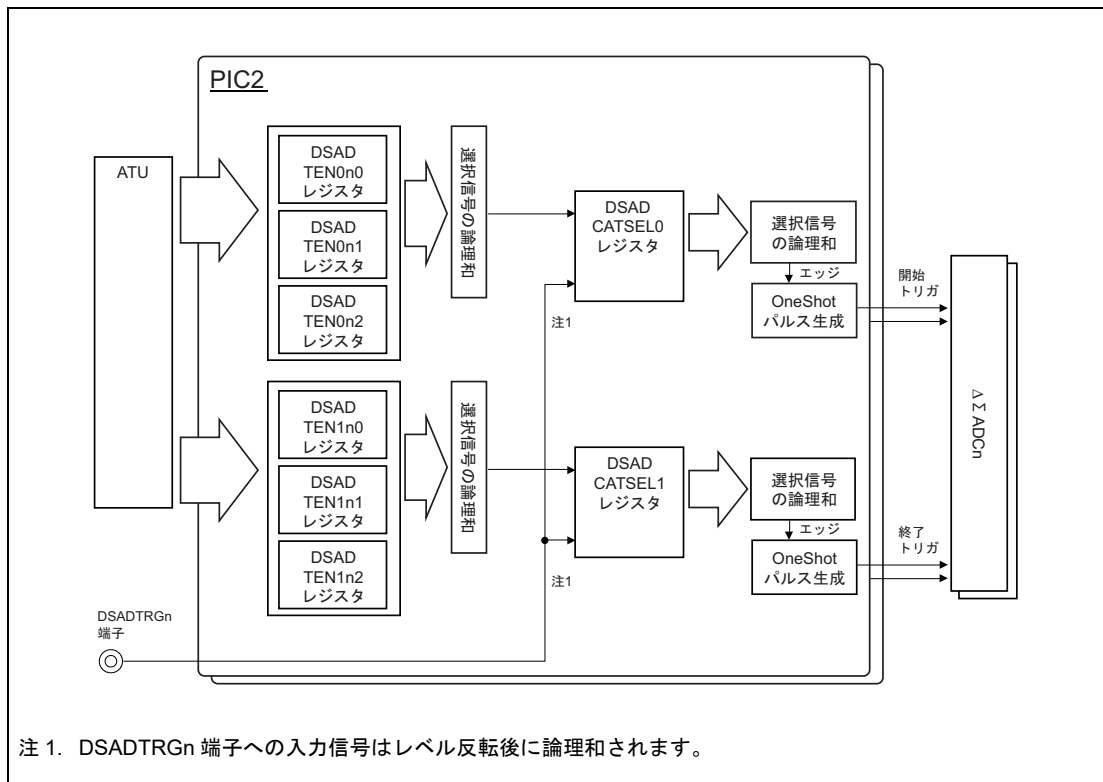 PIC2
ATU
DSAD
TEN0n0
レジスタ
DSAD
TEN0n1
レジスタ
DSAD
TEN0n2
レジスタ
選択信号の論理和
DSAD
CATSEL0
レジスタ
選択信号
の論理和
エッジ
OneShot
パルス生成
開始
トリガ
注1
DSAD
TEN1n0
レジスタ
DSAD
TEN1n1
レジスタ
DSAD
TEN1n2
レジスタ
選択信号の論理和
DSAD
CATSEL1
レジスタ
選択信号
の論理和
エッジ
OneShot
パルス生成
終了
トリガ
注1
ΔΣADCn
DSADTRGn
端子
注 1. DSADTRGn 端子への入力信号はレベル反転後に論理和されます。